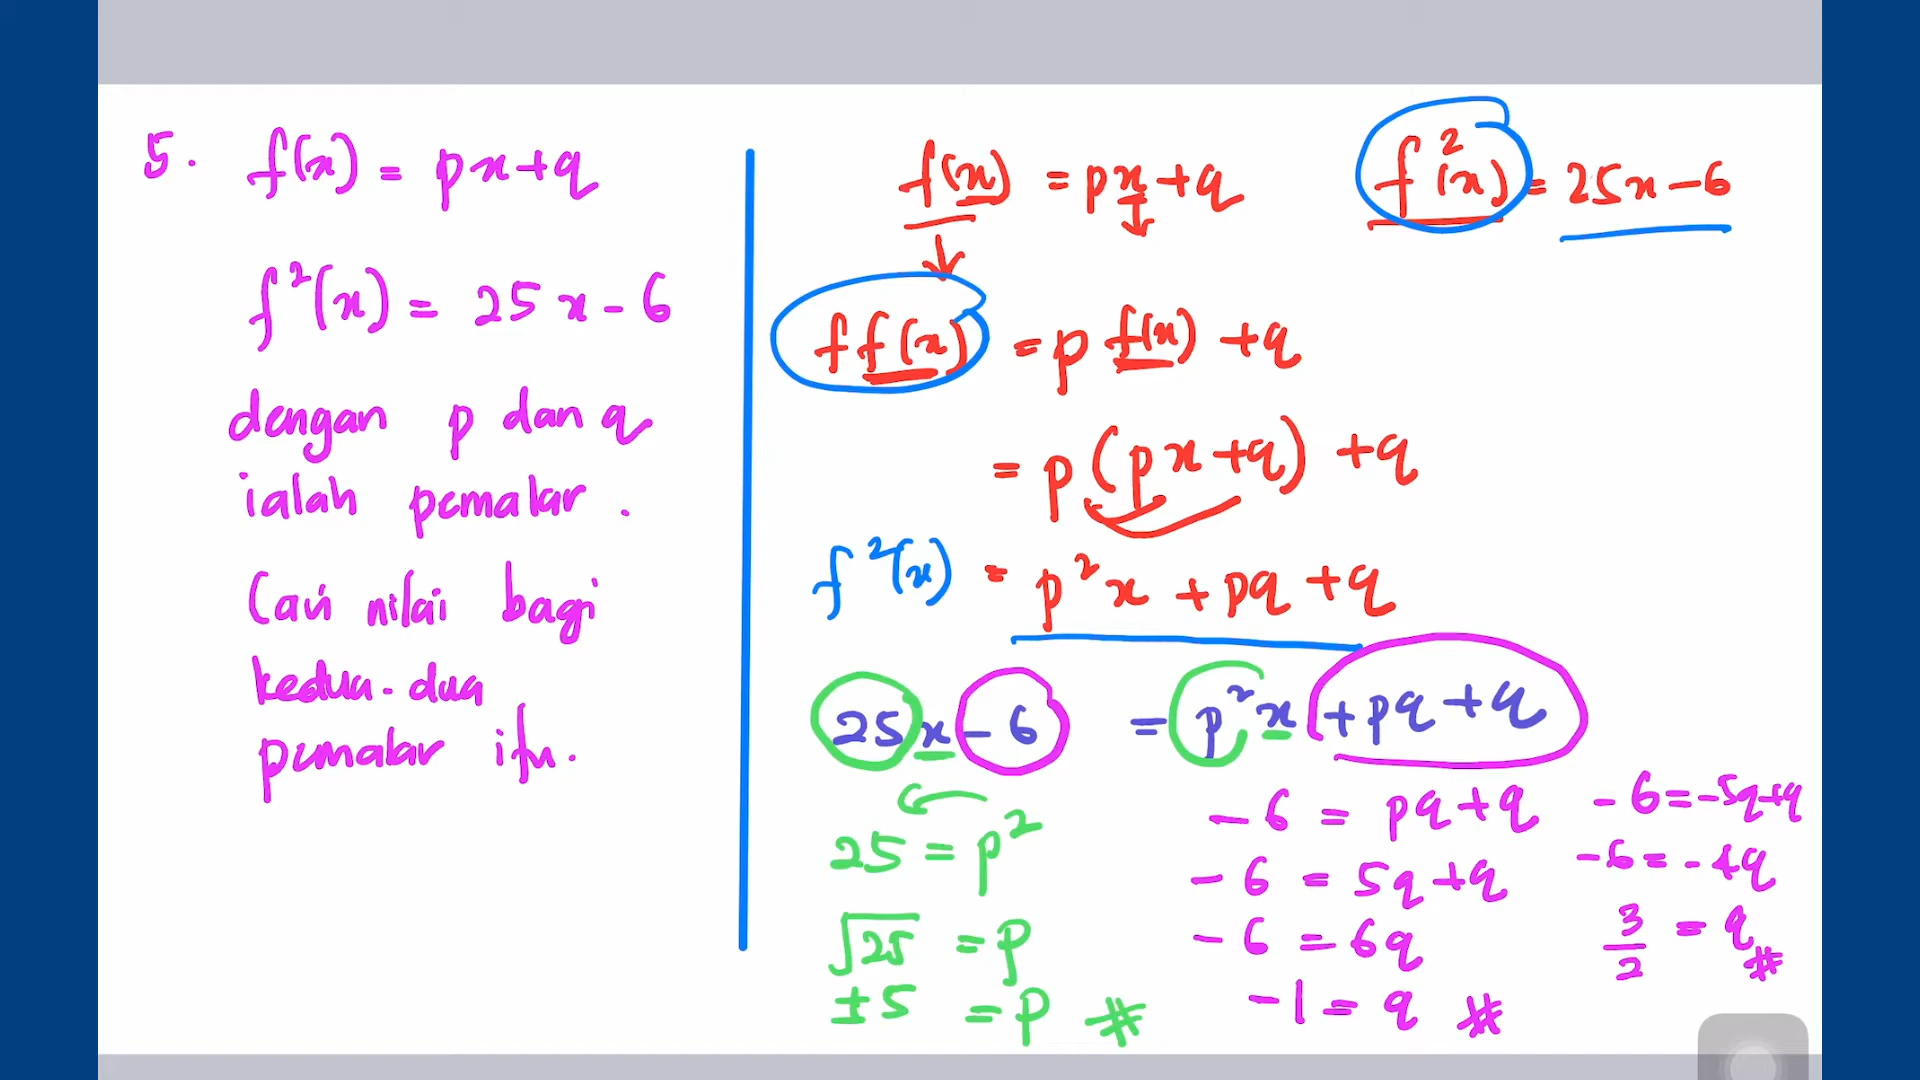 5. f(x) = px+q
f²(x) = 25x-6
dengan p dan q
ialah pemalar.
Cari nilai bagi
kedua-dua
pemalar itu.
f(x) = px+q
f²(x) = 25x-6
ff(x) = p f(x) +q
= p(px+q) +q
f²(x) = p²x + pq +q
25x - 6 = p²x + pq + q
25 = p²
√25 = p
±5 = p #
-6 = pq+q
-6 = 5q+q
-6 = 6q
-1 = q #
-6=-5q+q
-6=-4q
3/2 = q #